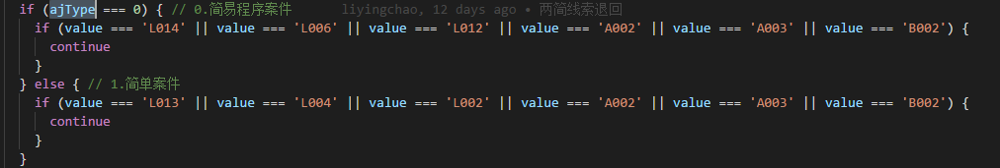 if (ajType === 0) { // 0.简易程序案件 liyingchao, 12 days ago • 两简线索退回
if (value === 'L014' || value === 'L006' || value === 'L012' || value === 'A002' || value === 'A003' || value === 'B002') {
continue
}
} else { // 1.简单案件
if (value === 'L013' || value === 'L004' || value === 'L002' || value === 'A002' || value === 'A003' || value === 'B002') {
continue
}
}